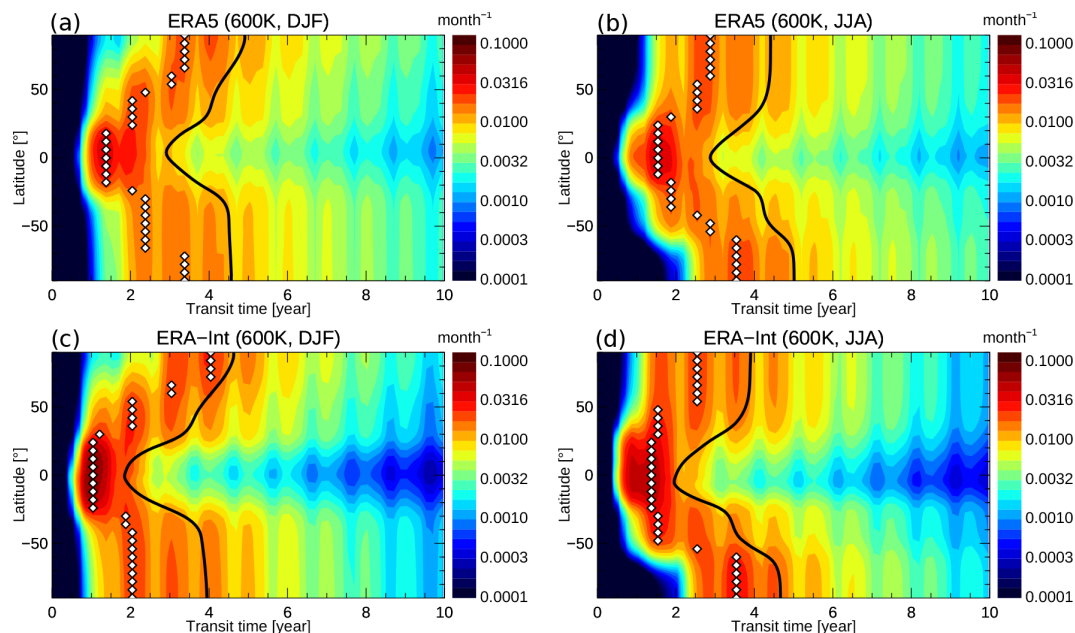 (a) ERA5 (600K, DJF) month⁻¹
Latitude [°]
50
0
−50
0 2 4 6 8 10
Transit time [year]
0.1000
0.0316
0.0100
0.0032
0.0010
0.0003
0.0001
(b) ERA5 (600K, JJA) month⁻¹
Latitude [°]
50
0
−50
0 2 4 6 8 10
Transit time [year]
0.1000
0.0316
0.0100
0.0032
0.0010
0.0003
0.0001
(c) ERA−Int (600K, DJF) month⁻¹
Latitude [°]
50
0
−50
0 2 4 6 8 10
Transit time [year]
0.1000
0.0316
0.0100
0.0032
0.0010
0.0003
0.0001
(d) ERA−Int (600K, JJA) month⁻¹
Latitude [°]
50
0
−50
0 2 4 6 8 10
Transit time [year]
0.1000
0.0316
0.0100
0.0032
0.0010
0.0003
0.0001